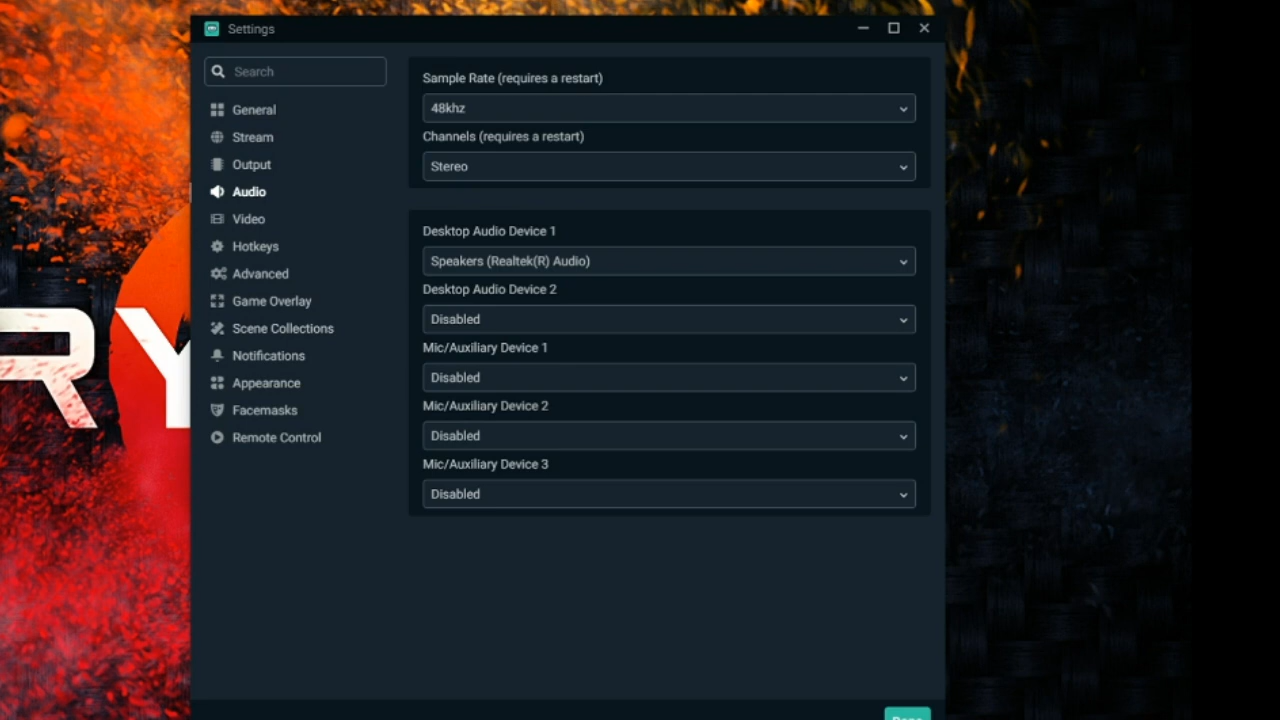 Settings
Search
General
Stream
Output
Audio
Video
Hotkeys
Advanced
Game Overlay
Scene Collections
Notifications
Appearance
Facemasks
Remote Control
Sample Rate (requires a restart)
48khz
Channels (requires a restart)
Stereo
Desktop Audio Device 1
Speakers (Realtek(R) Audio)
Desktop Audio Device 2
Disabled
Mic/Auxiliary Device 1
Disabled
Mic/Auxiliary Device 2
Disabled
Mic/Auxiliary Device 3
Disabled
RY
Done